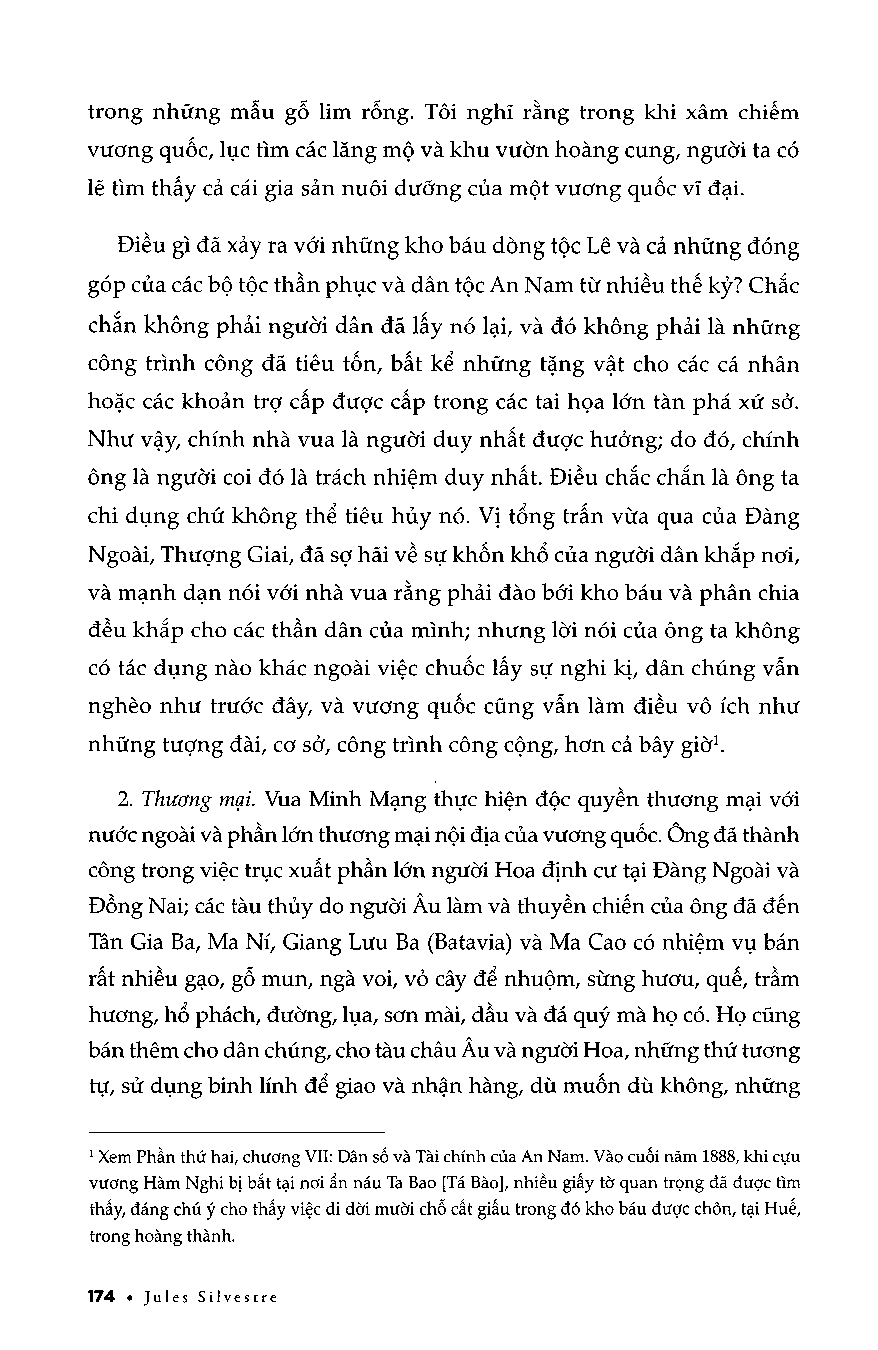 trong những mẫu gỗ lim rỗng. Tôi nghĩ rằng trong khi xâm chiếm
vương quốc, lục tìm các lăng mộ và khu vườn hoàng cung, người ta có
lẽ tìm thấy cả cái gia sản nuôi dưỡng của một vương quốc vĩ đại.
Điều gì đã xảy ra với những kho báu dòng tộc Lê và cả những đóng
góp của các bộ tộc thần phục và dân tộc An Nam từ nhiều thế kỷ? Chắc
chắn không phải người dân đã lấy nó lại, và đó không phải là những
công trình công đã tiêu tốn, bất kể những tặng vật cho các cá nhân
hoặc các khoản trợ cấp được cấp trong các tai họa lớn tàn phá xứ sở.
Như vậy, chính nhà vua là người duy nhất được hưởng; do đó, chính
ông là người coi đó là trách nhiệm duy nhất. Điều chắc chắn là ông ta
chi dụng chứ không thể tiêu hủy nó. Vị tổng trấn vừa qua của Đàng
Ngoài, Thượng Giai, đã sợ hãi về sự khốn khổ của người dân khắp nơi,
và mạnh dạn nói với nhà vua rằng phải đào bới kho báu và phân chia
đều khắp cho các thần dân của mình; nhưng lời nói của ông ta không
có tác dụng nào khác ngoài việc chuốc lấy sự nghi kị, dân chúng vẫn
nghèo như trước đây, và vương quốc cũng vẫn làm điều vô ích như
những tượng đài, cơ sở, công trình công cộng, hơn cả bây giờ¹.
2. Thương mại. Vua Minh Mạng thực hiện độc quyền thương mại với
nước ngoài và phần lớn thương mại nội địa của vương quốc. Ông đã thành
công trong việc trục xuất phần lớn người Hoa định cư tại Đàng Ngoài và
Đồng Nai; các tàu thủy do người Âu làm và thuyền chiến của ông đã đến
Tân Gia Ba, Ma Ní, Giang Lưu Ba (Batavia) và Ma Cao có nhiệm vụ bán
rất nhiều gạo, gỗ mun, ngà voi, vỏ cây để nhuộm, sừng hươu, quế, trầm
hương, hổ phách, đường, lụa, sơn mài, dầu và đá quý mà họ có. Họ cũng
bán thêm cho dân chúng, cho tàu châu Âu và người Hoa, những thứ tương
tự, sử dụng binh lính để giao và nhận hàng, dù muốn dù không, những
¹ Xem Phần thứ hai, chương VII: Dân số và Tài chính của An Nam. Vào cuối năm 1888, khi cựu
vương Hàm Nghi bị bắt tại nơi ẩn náu Ta Bao [Tá Bào], nhiều giấy tờ quan trọng đã được tìm
thấy, đáng chú ý cho thấy việc di dời mười chỗ cất giấu trong đó kho báu được chôn, tại Huế,
trong hoàng thành.
174 • Jules Silvestre